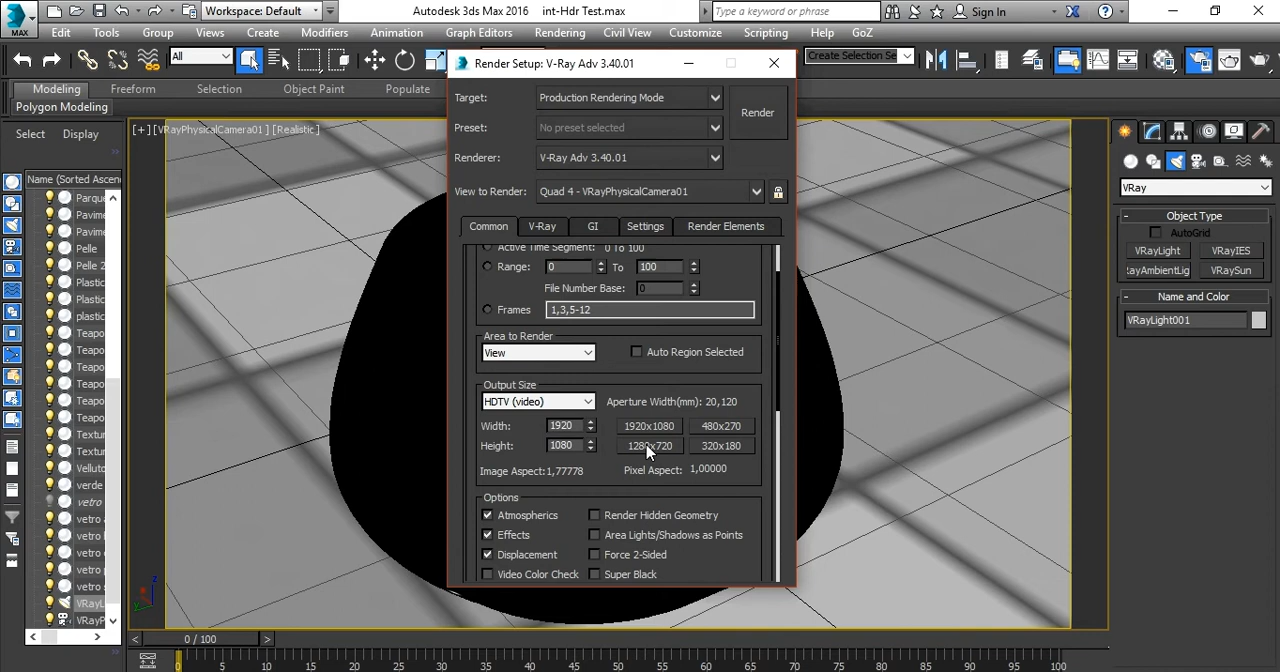 Workspace: Default
Autodesk 3ds Max 2016
int-Hdr Test.max
Type a keyword or phrase
Sign In
MAX
Edit Tools Group Views Create Modifiers Animation Graph Editors Rendering Civil View Customize Scripting Help GoZ
All
Create Selection Se
Modeling Freeform Selection Object Paint Populate
Polygon Modeling
Select Display
Name (Sorted Ascen
Parque
Pavime
Pavime
Pelle
Pelle 2
Plastic
Plastic
plastic
Teapo
Teapo
Teapo
Teapo
Teapo
Textur
Textur
Vellut
verde
vetro
vetro a
vetro b
vetro c
vetro p
vetro s
VRayL
VRayP
[+] [VRayPhysicalCamera01 ] [Realistic ]
Render Setup: V-Ray Adv 3.40.01
Target: Production Rendering Mode
Render
Preset: No preset selected
Renderer: V-Ray Adv 3.40.01
View to Render: Quad 4 - VRayPhysicalCamera01
Common V-Ray GI Settings Render Elements
Active Time Segment: 0 To 100
Range: 0 To 100
File Number Base: 0
Frames 1,3,5-12
Area to Render
View
Auto Region Selected
Output Size
HDTV (video)
Aperture Width(mm): 20,120
Width: 1920 1920x1080 480x270
Height: 1080 1280x720 320x180
Image Aspect: 1,77778 Pixel Aspect: 1,00000
Options
Atmospherics Render Hidden Geometry
Effects Area Lights/Shadows as Points
Displacement Force 2-Sided
Video Color Check Super Black
VRay
Object Type
AutoGrid
VRayLight VRayIES
RayAmbientLig VRaySun
Name and Color
VRayLight001
0 / 100
0 5 10 15 20 25 30 35 40 45 50 55 60 65 70 75 80 85 90 95 100